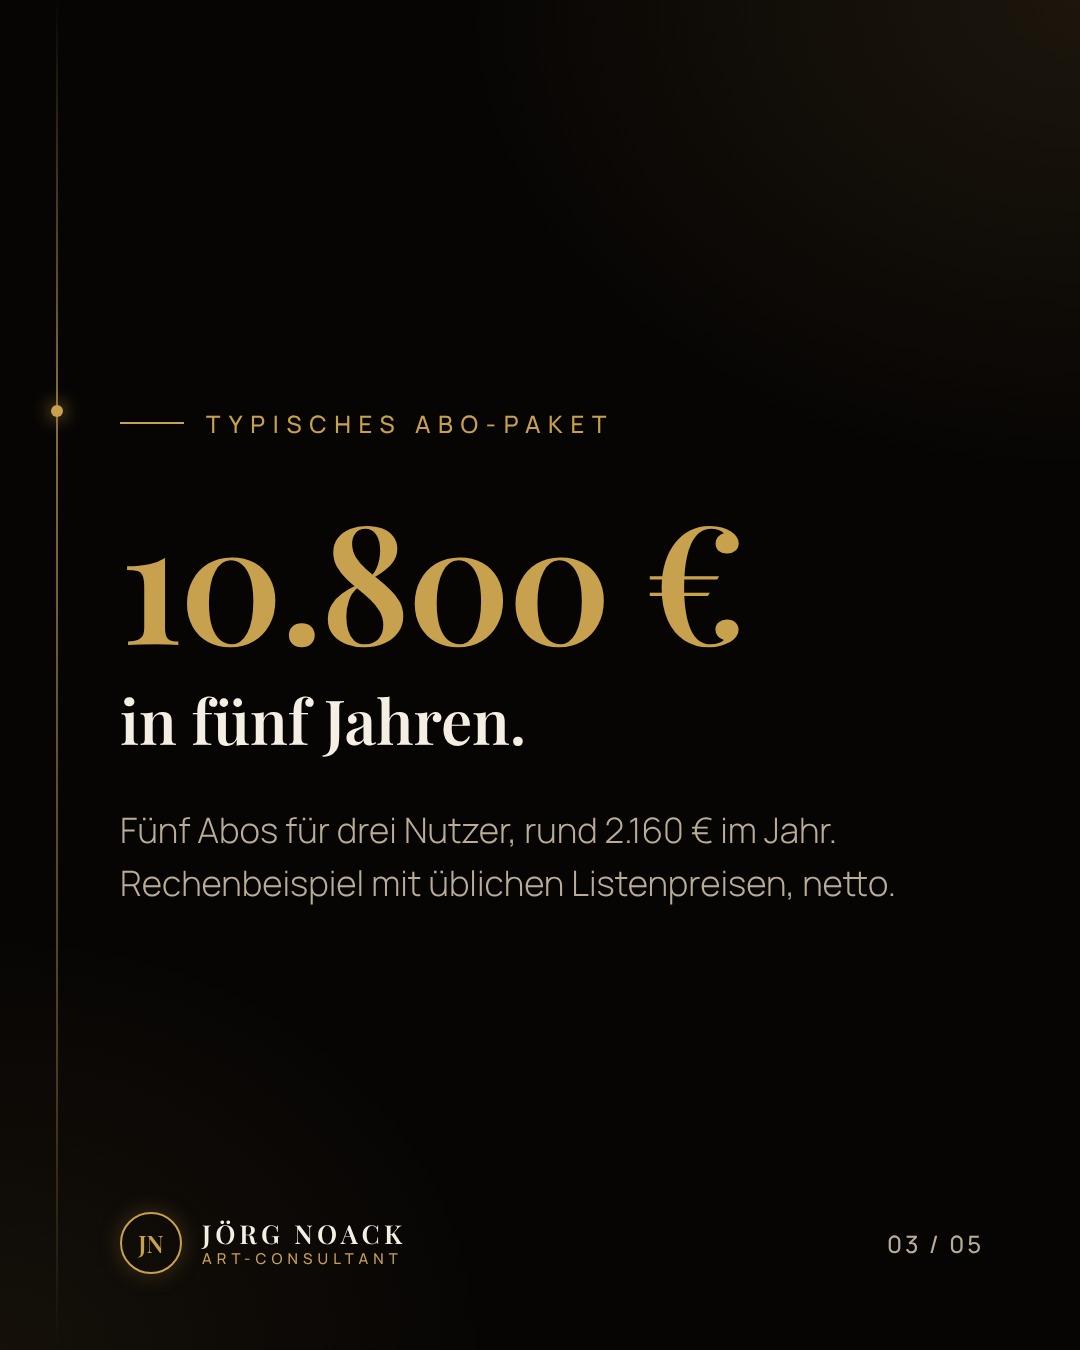 TYPISCHES ABO-PAKET
10.800 €
in fünf Jahren.
Fünf Abos für drei Nutzer, rund 2.160 € im Jahr.
Rechenbeispiel mit üblichen Listenpreisen, netto.
JN
JÖRG NOACK
ART-CONSULTANT
03 / 05